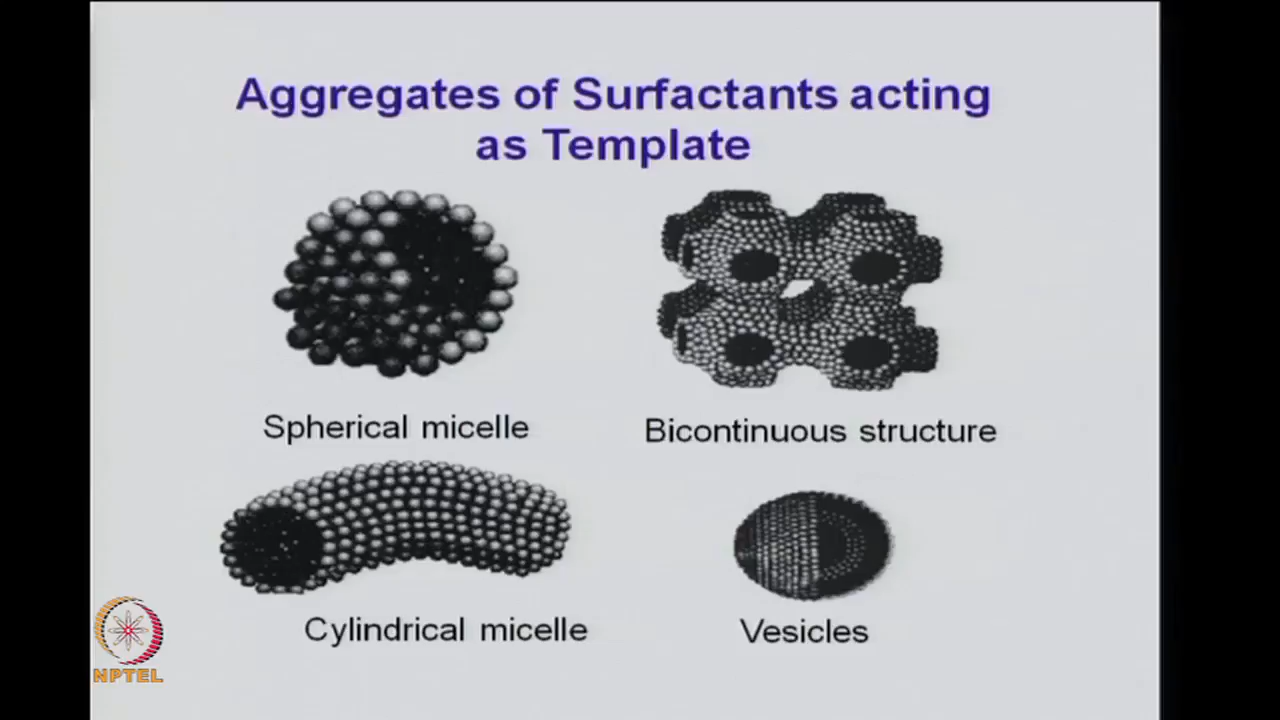 Aggregates of Surfactants acting
as Template
Spherical micelle
Bicontinuous structure
Cylindrical micelle
Vesicles
NPTEL